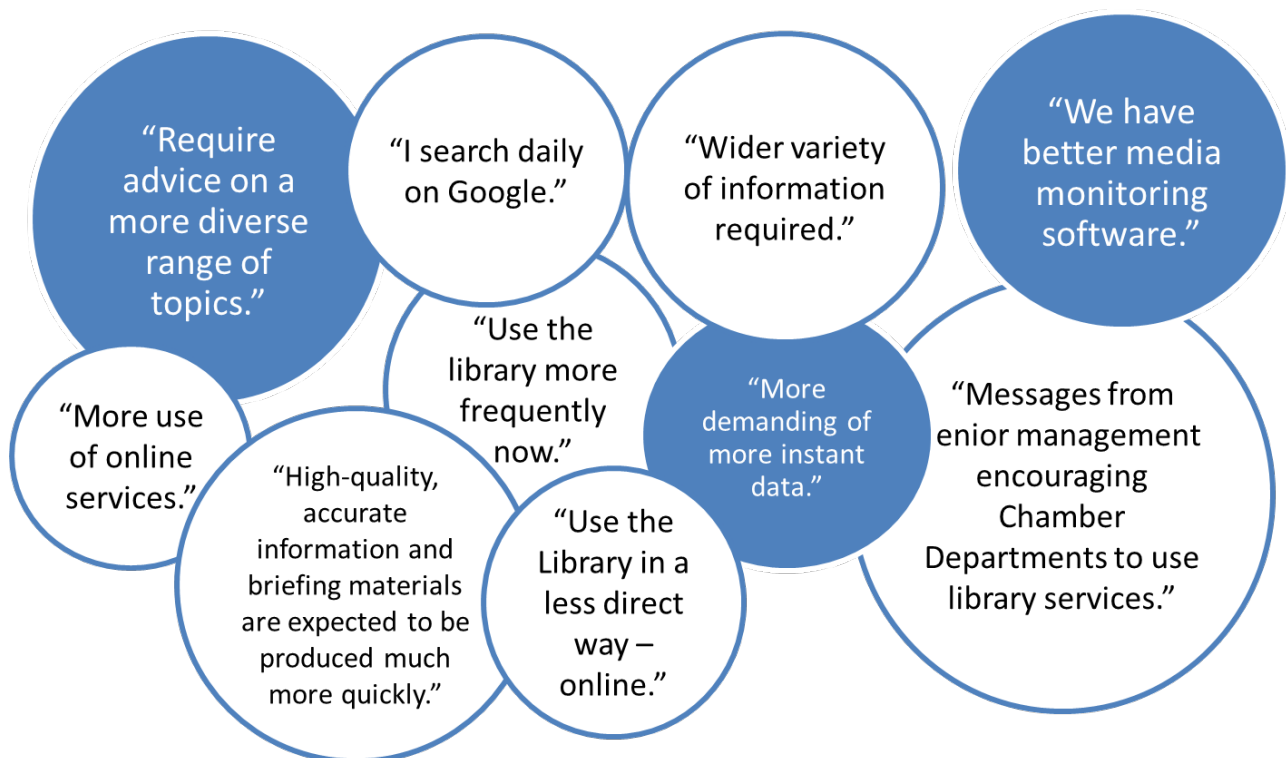 “Require
advice on a
more diverse
range of
topics.”
“I search daily
on Google.”
“Wider variety
of information
required.”
“We have
better media
monitoring
software.”
“More use
of online
services.”
“Use the
library more
frequently
now.”
“More
demanding of
more instant
data.”
“Messages from
enior management
encouraging
Chamber
Departments to use
library services.”
“High-quality,
accurate
information and
briefing materials
are expected to be
produced much
more quickly.”
“Use the
Library in a
less direct
way –
online.”